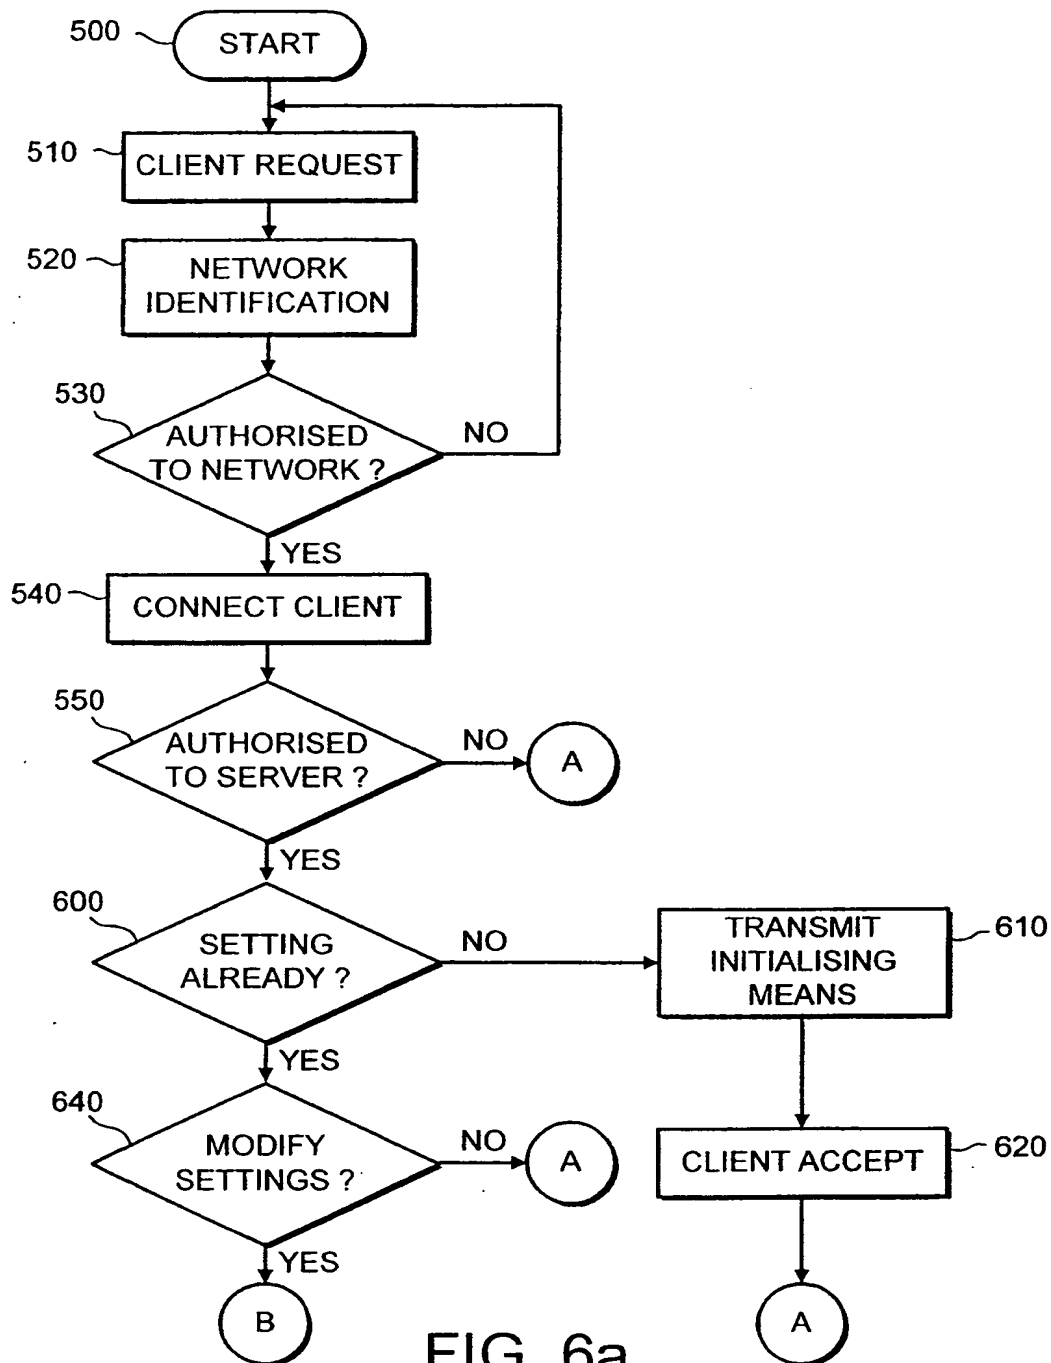 500
START
510
CLIENT REQUEST
520
NETWORK
IDENTIFICATION
530
AUTHORISED
TO NETWORK ?
NO
YES
540
CONNECT CLIENT
550
AUTHORISED
TO SERVER ?
NO
A
YES
600
SETTING
ALREADY ?
NO
TRANSMIT
INITIALISING
MEANS
610
YES
640
MODIFY
SETTINGS ?
NO
A
CLIENT ACCEPT
620
YES
B
A
FIG. 6a